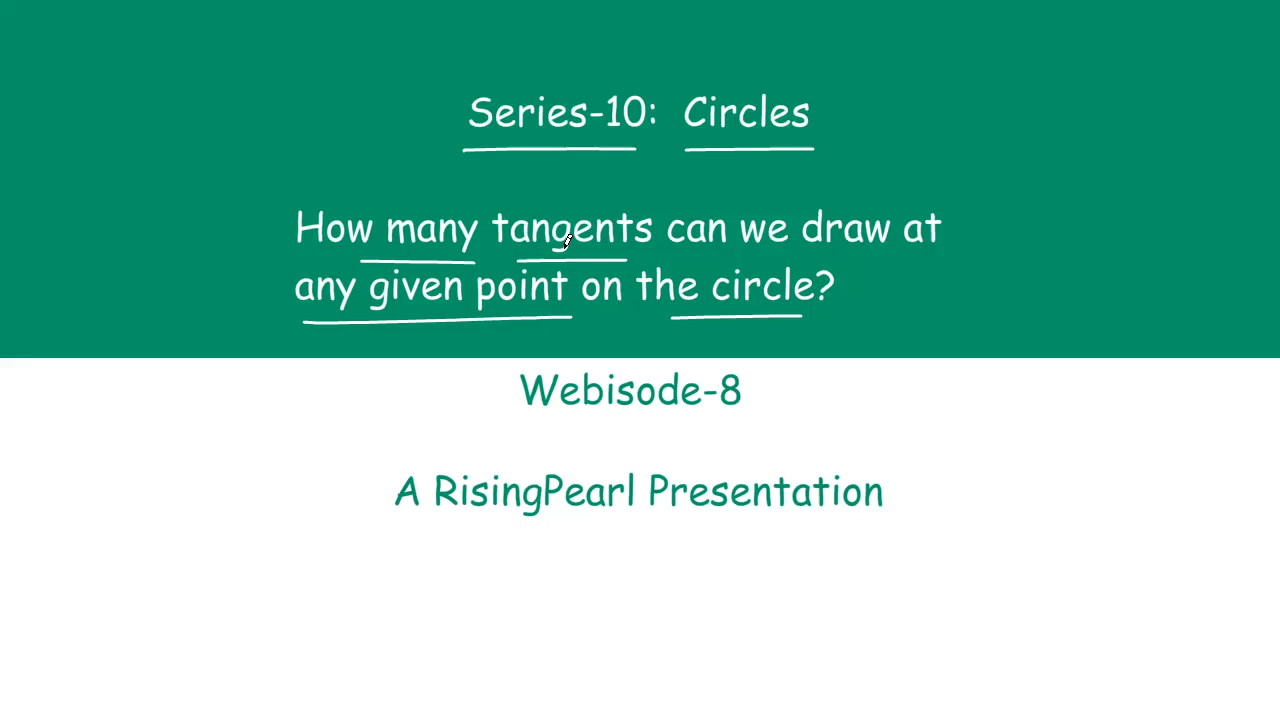 Series-10: Circles
How many tangents can we draw at
any given point on the circle?
Webisode-8
A RisingPearl Presentation